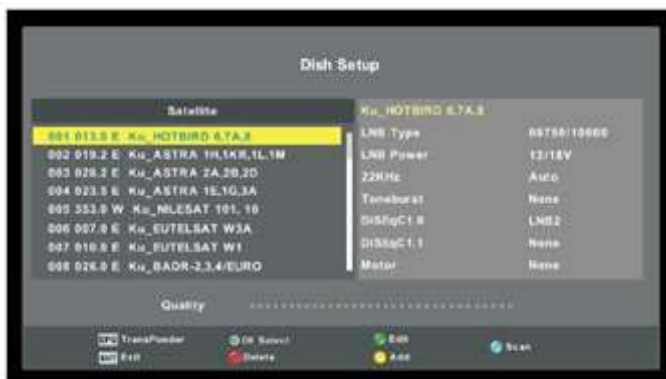 Dish Setup
Satellite
001 013.0 E Ku_HOTBIRD 6,7A,8
002 019.2 E Ku_ASTRA 1H,1KR,1L,1M
003 028.2 E Ku_ASTRA 2A,2B,2D
004 023.5 E Ku_ASTRA 1E,1G,3A
005 353.0 W Ku_NILESAT 101, 10
006 007.0 E Ku_EUTELSAT W3A
007 010.0 E Ku_EUTELSAT W1
008 026.0 E Ku_BADR-2,3,4/EURO
Ku_HOTBIRD 6,7A,8
LNB Type 09750/10600
LNB Power 13/18V
22KHz Auto
Toneburst None
DiSEqC1.0 LNB2
DiSEqC1.1 None
Motor None
Quality
TransPonder
OK Select
Edit
Scan
Exit
Delete
Add